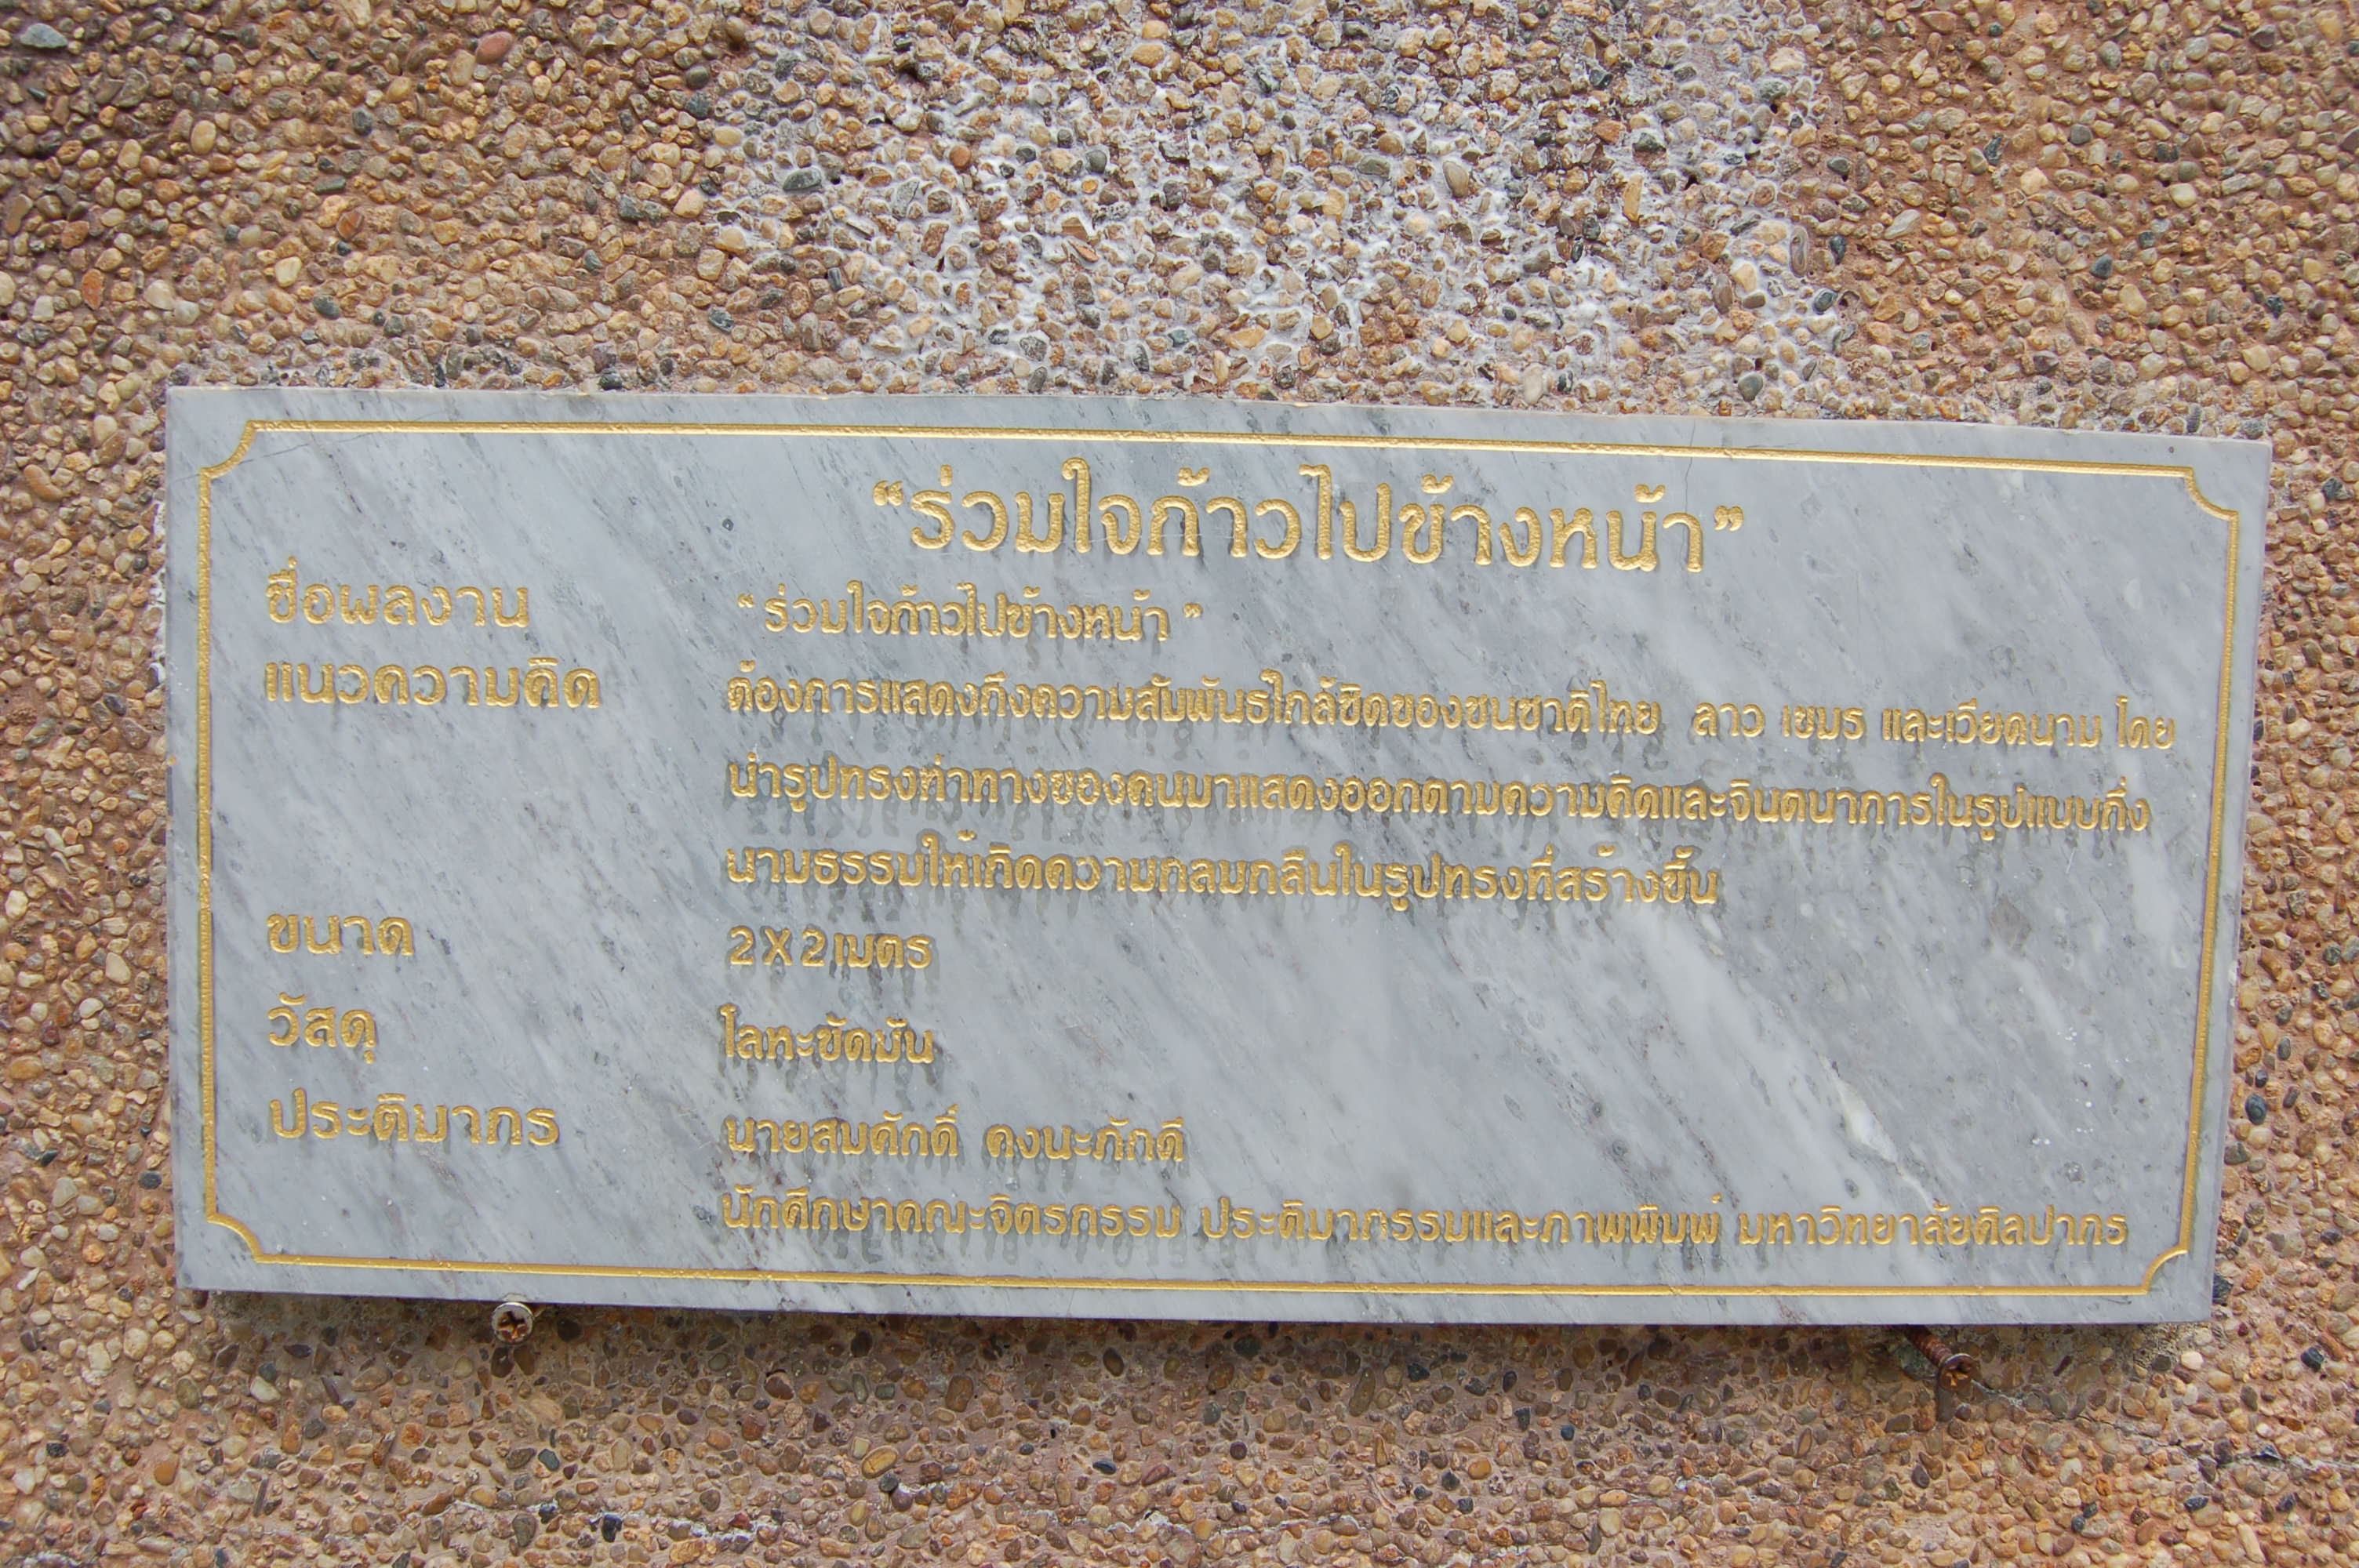 “ร่วมใจก้าวไปข้างหน้า”
ชื่อผลงาน “ร่วมใจก้าวไปข้างหน้า”
แนวความคิด ต้องการแสดงถึงความสัมพันธ์ใกล้ชิดของชนชาติไทย ลาว เขมร และเวียดนาม โดย
นำรูปทรงท่าทางของคนมาแสดงออกตามความคิดและจินตนาการในรูปแบบกึ่ง
นามธรรมให้เกิดความกลมกลืนในรูปทรงที่สร้างขึ้น
ขนาด 2 X 2 เมตร
วัสดุ โลหะขัดมัน
ประติมากร นายสมศักดิ์ คงนะภักดี
นักศึกษาคณะจิตรกรรม ประติมากรรมและภาพพิมพ์ มหาวิทยาลัยศิลปากร